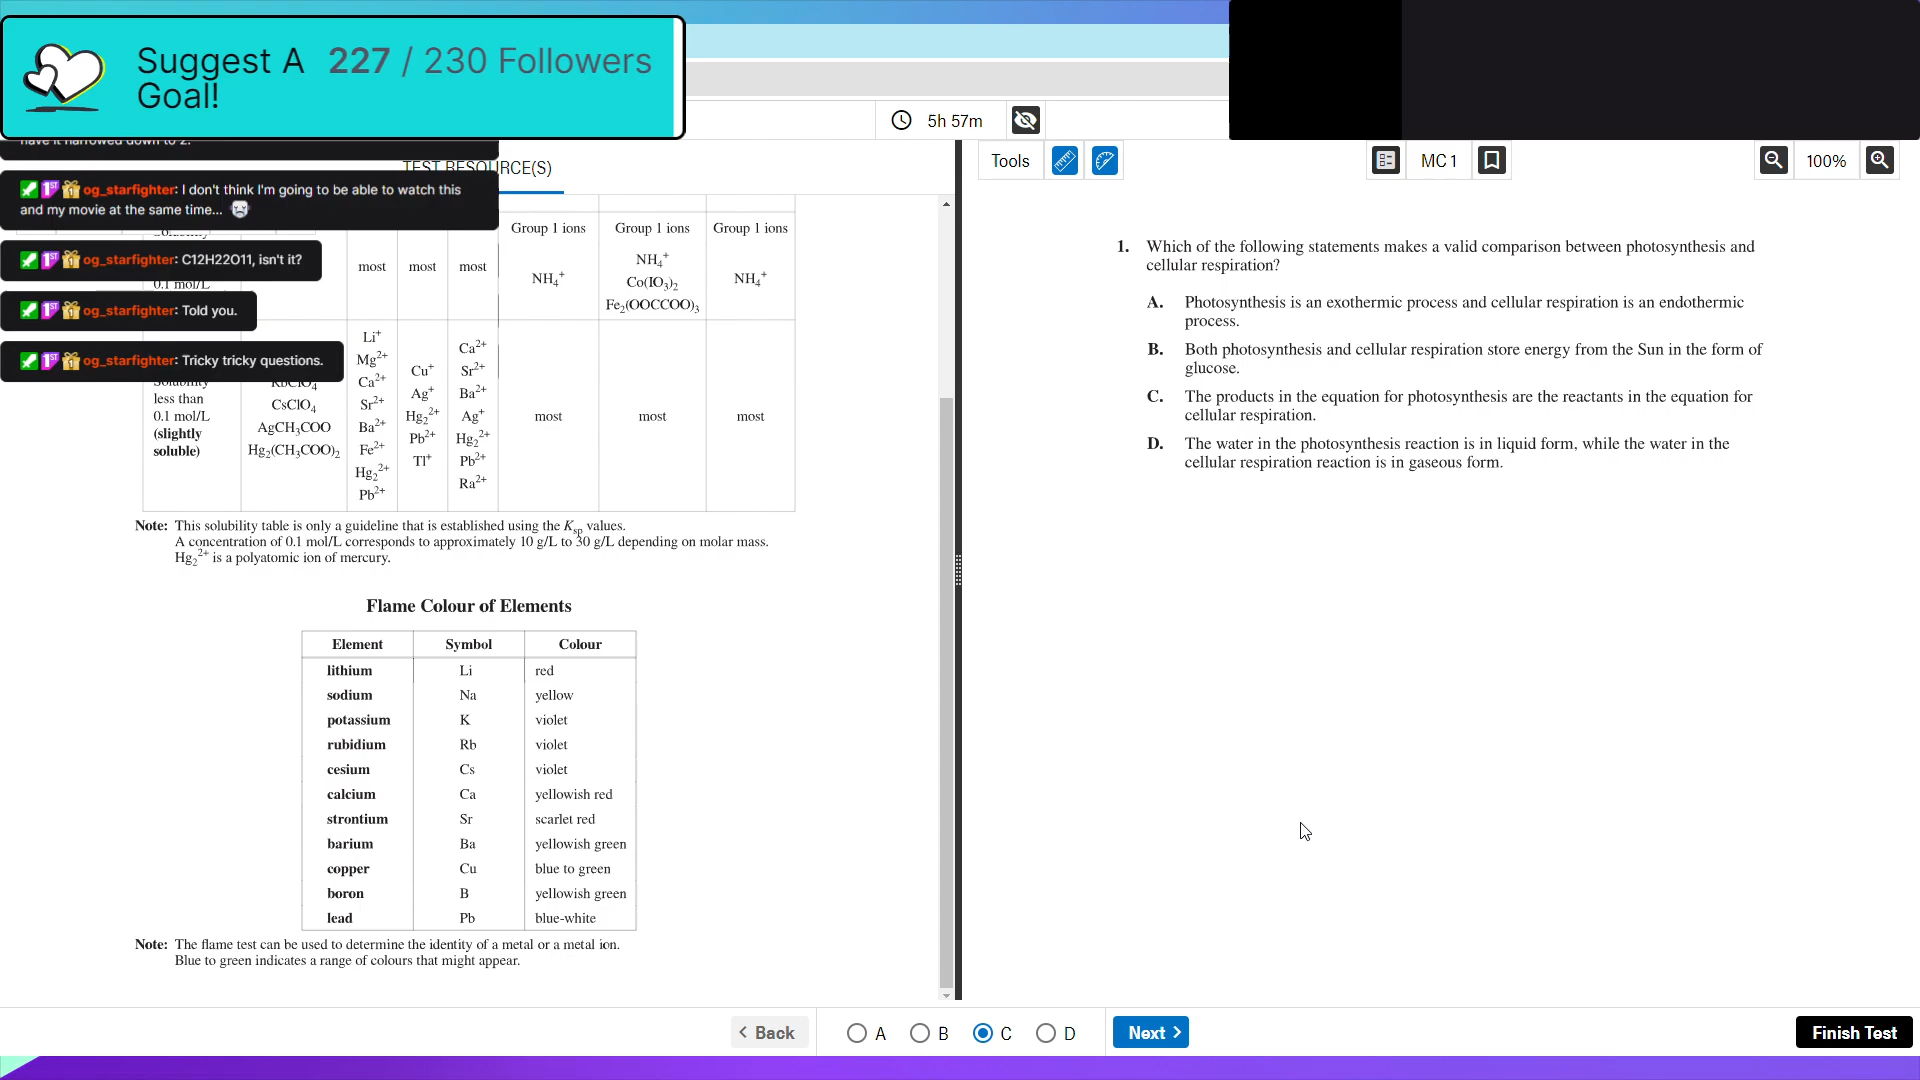 Suggest A 227 / 230 Followers
Goal!
5h 57m
have it narrowed down to 2.
TEST RESOURCE(S)
og_starfighter: I don't think I'm going to be able to watch this
and my movie at the same time...
og_starfighter: C12H22O11, isn't it?
og_starfighter: Told you.
og_starfighter: Tricky tricky questions.
Tools
MC 1
100%
Solubility
0.1 mol/L
most
most
most
Group 1 ions
NH4+
Group 1 ions
NH4+
Co(IO3)2
Fe2(OOCCOO)3
Group 1 ions
NH4+
Solubility
less than
0.1 mol/L
(slightly
soluble)
RbClO4
CsClO4
AgCH3COO
Hg2(CH3COO)2
Li+
Mg2+
Ca2+
Sr2+
Ba2+
Fe2+
Hg22+
Pb2+
Cu+
Ag+
Hg22+
Pb2+
Tl+
Ca2+
Sr2+
Ba2+
Ag+
Hg22+
Pb2+
Ra2+
most
most
most
Note: This solubility table is only a guideline that is established using the Ksp values.
A concentration of 0.1 mol/L corresponds to approximately 10 g/L to 30 g/L depending on molar mass.
Hg22+ is a polyatomic ion of mercury.
Flame Colour of Elements
Element Symbol Colour
lithium Li red
sodium Na yellow
potassium K violet
rubidium Rb violet
cesium Cs violet
calcium Ca yellowish red
strontium Sr scarlet red
barium Ba yellowish green
copper Cu blue to green
boron B yellowish green
lead Pb blue-white
Note: The flame test can be used to determine the identity of a metal or a metal ion.
Blue to green indicates a range of colours that might appear.
1. Which of the following statements makes a valid comparison between photosynthesis and
cellular respiration?
A. Photosynthesis is an exothermic process and cellular respiration is an endothermic
process.
B. Both photosynthesis and cellular respiration store energy from the Sun in the form of
glucose.
C. The products in the equation for photosynthesis are the reactants in the equation for
cellular respiration.
D. The water in the photosynthesis reaction is in liquid form, while the water in the
cellular respiration reaction is in gaseous form.
Back
A
B
C
D
Next
Finish Test